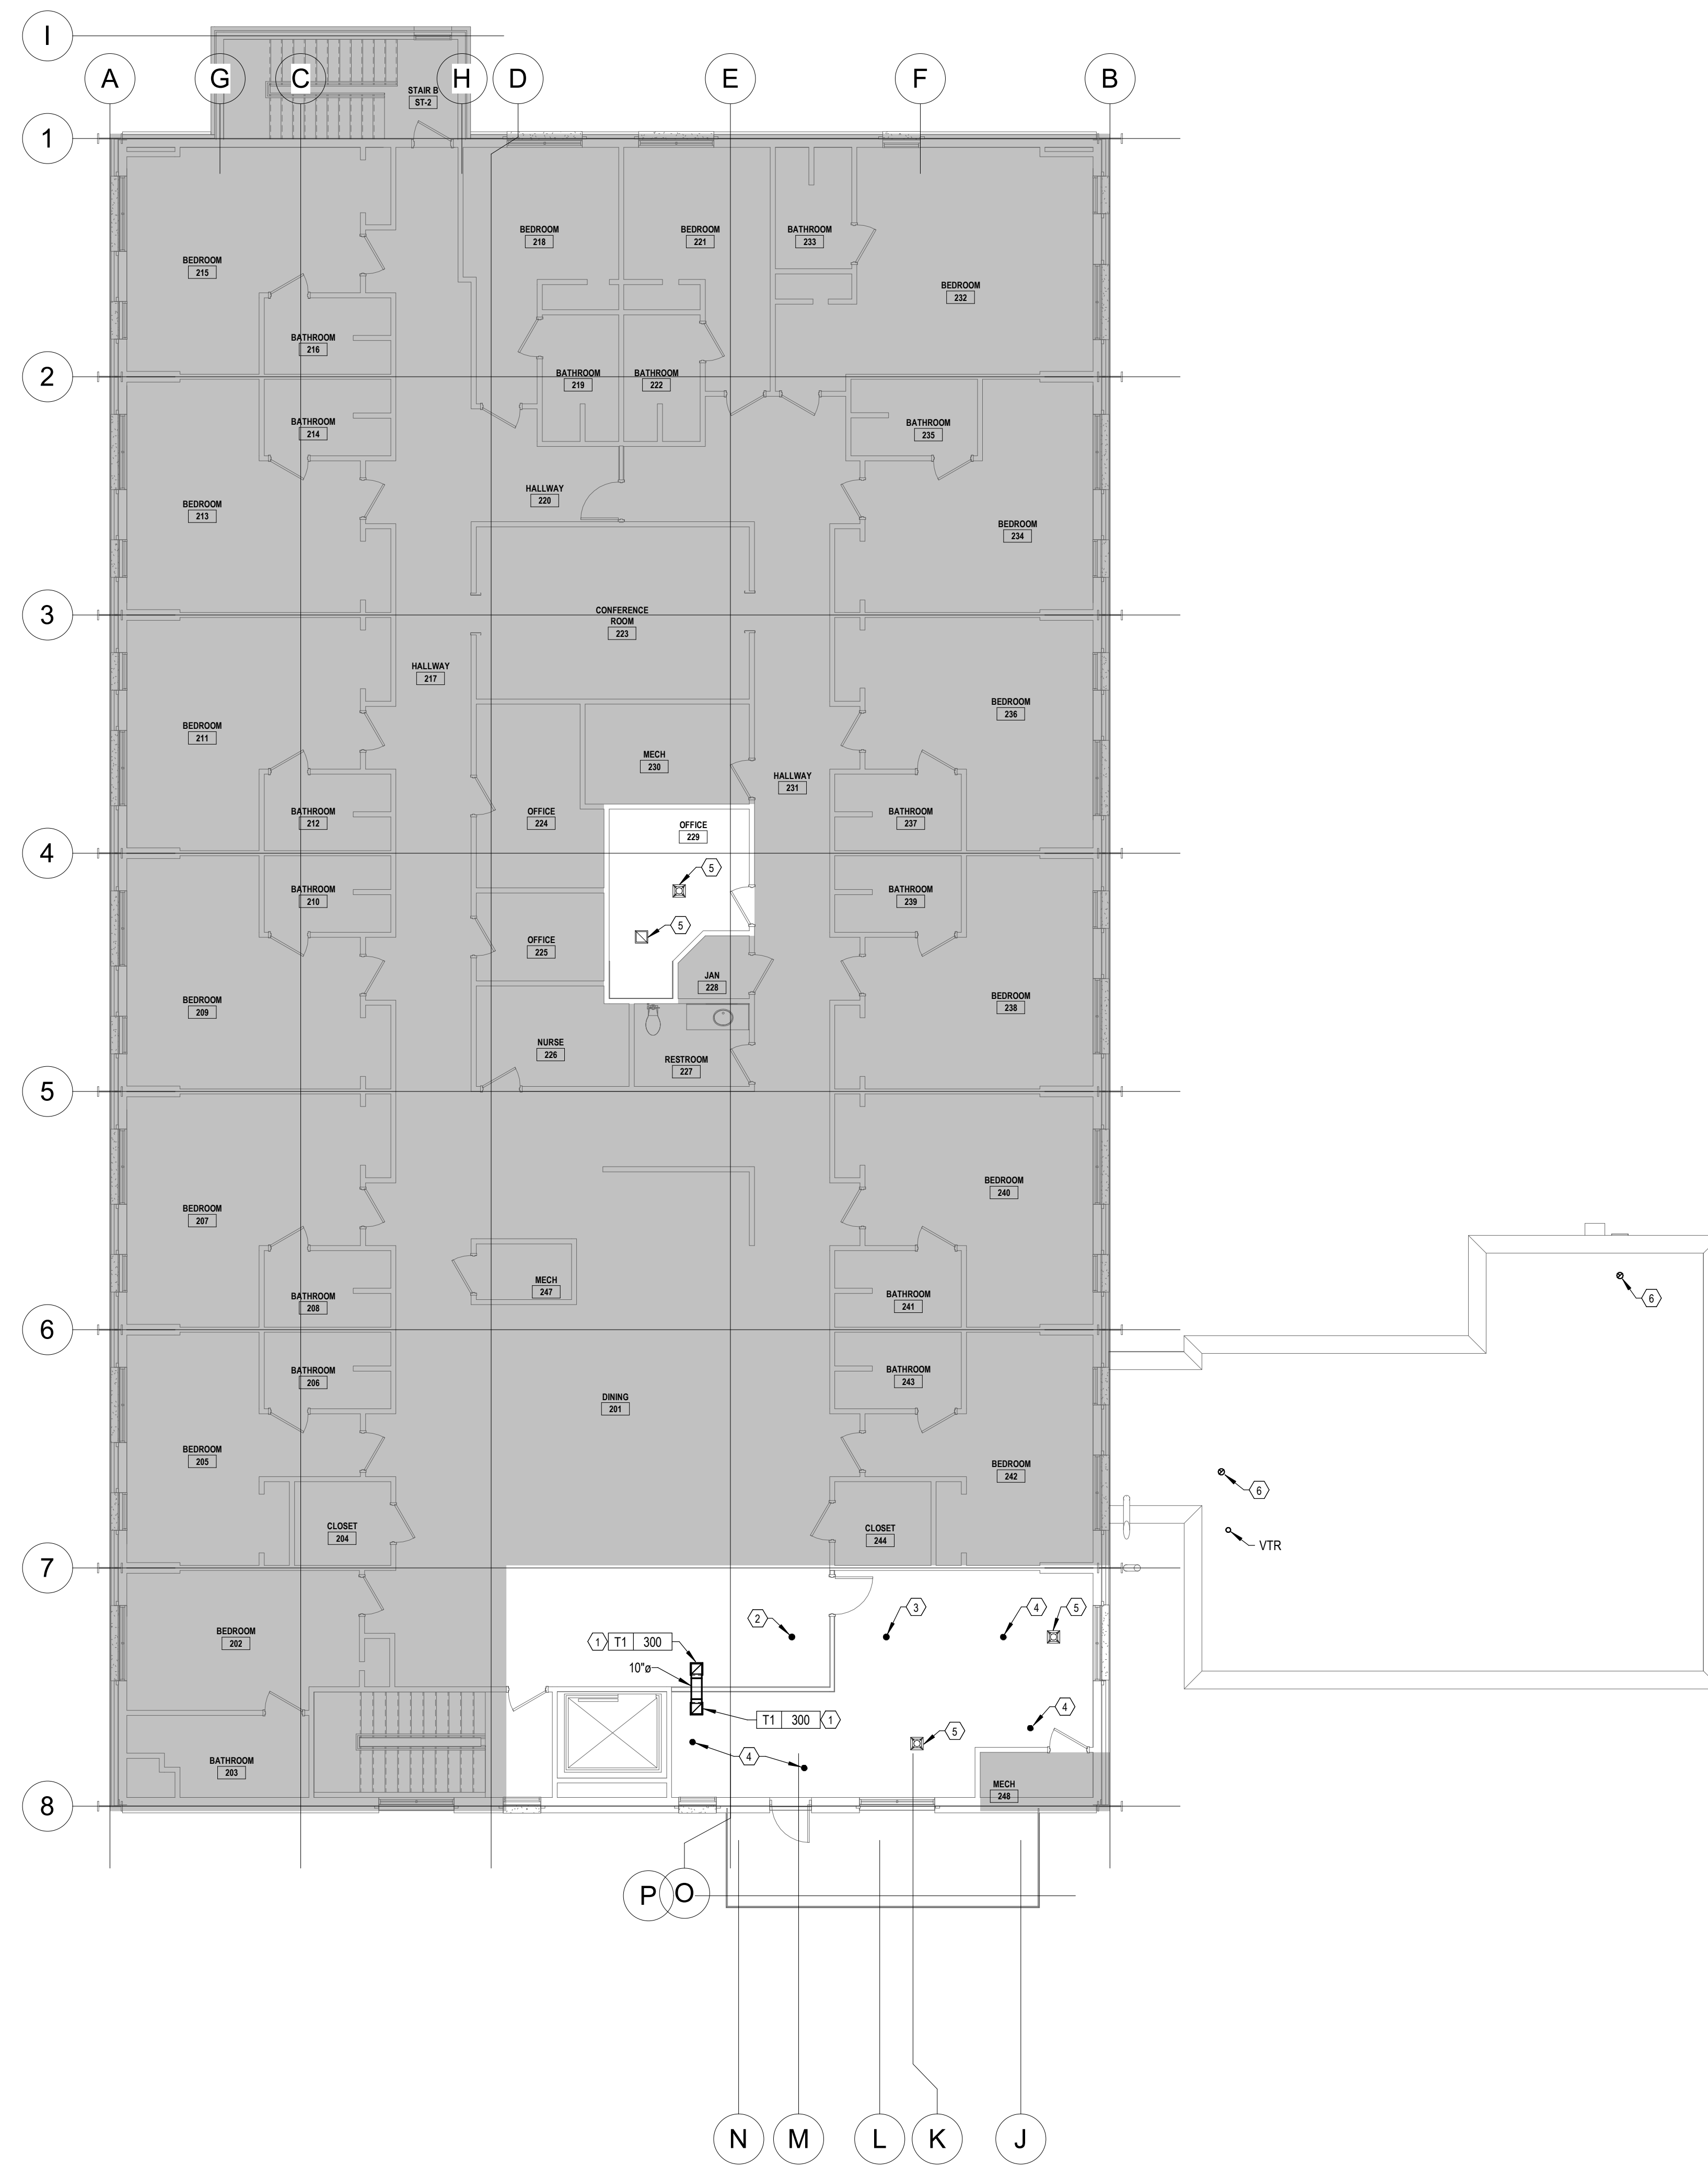 I
A
G
C
H
D
E
F
B
STAIR B
ST-2
1
BEDROOM
218
BEDROOM
221
BATHROOM
233
BEDROOM
215
BEDROOM
232
BATHROOM
216
2
BATHROOM
219
BATHROOM
222
BATHROOM
214
BATHROOM
235
HALLWAY
220
BEDROOM
213
BEDROOM
234
3
CONFERENCE
ROOM
223
HALLWAY
217
BEDROOM
211
BEDROOM
236
MECH
230
HALLWAY
231
BATHROOM
212
OFFICE
224
OFFICE
229
BATHROOM
237
4
5
BATHROOM
210
BATHROOM
239
5
OFFICE
225
JAN
228
BEDROOM
209
BEDROOM
238
NURSE
226
RESTROOM
227
5
BEDROOM
207
BEDROOM
240
MECH
247
BATHROOM
208
BATHROOM
241
6
6
BATHROOM
206
BATHROOM
243
DINING
201
BEDROOM
205
BEDROOM
242
6
CLOSET
204
CLOSET
244
VTR
7
2
3
4
5
BEDROOM
202
1 T1 300
10"ø
T1 300 1
4
5
4
BATHROOM
203
MECH
248
8
P
O
N
M
L
K
J